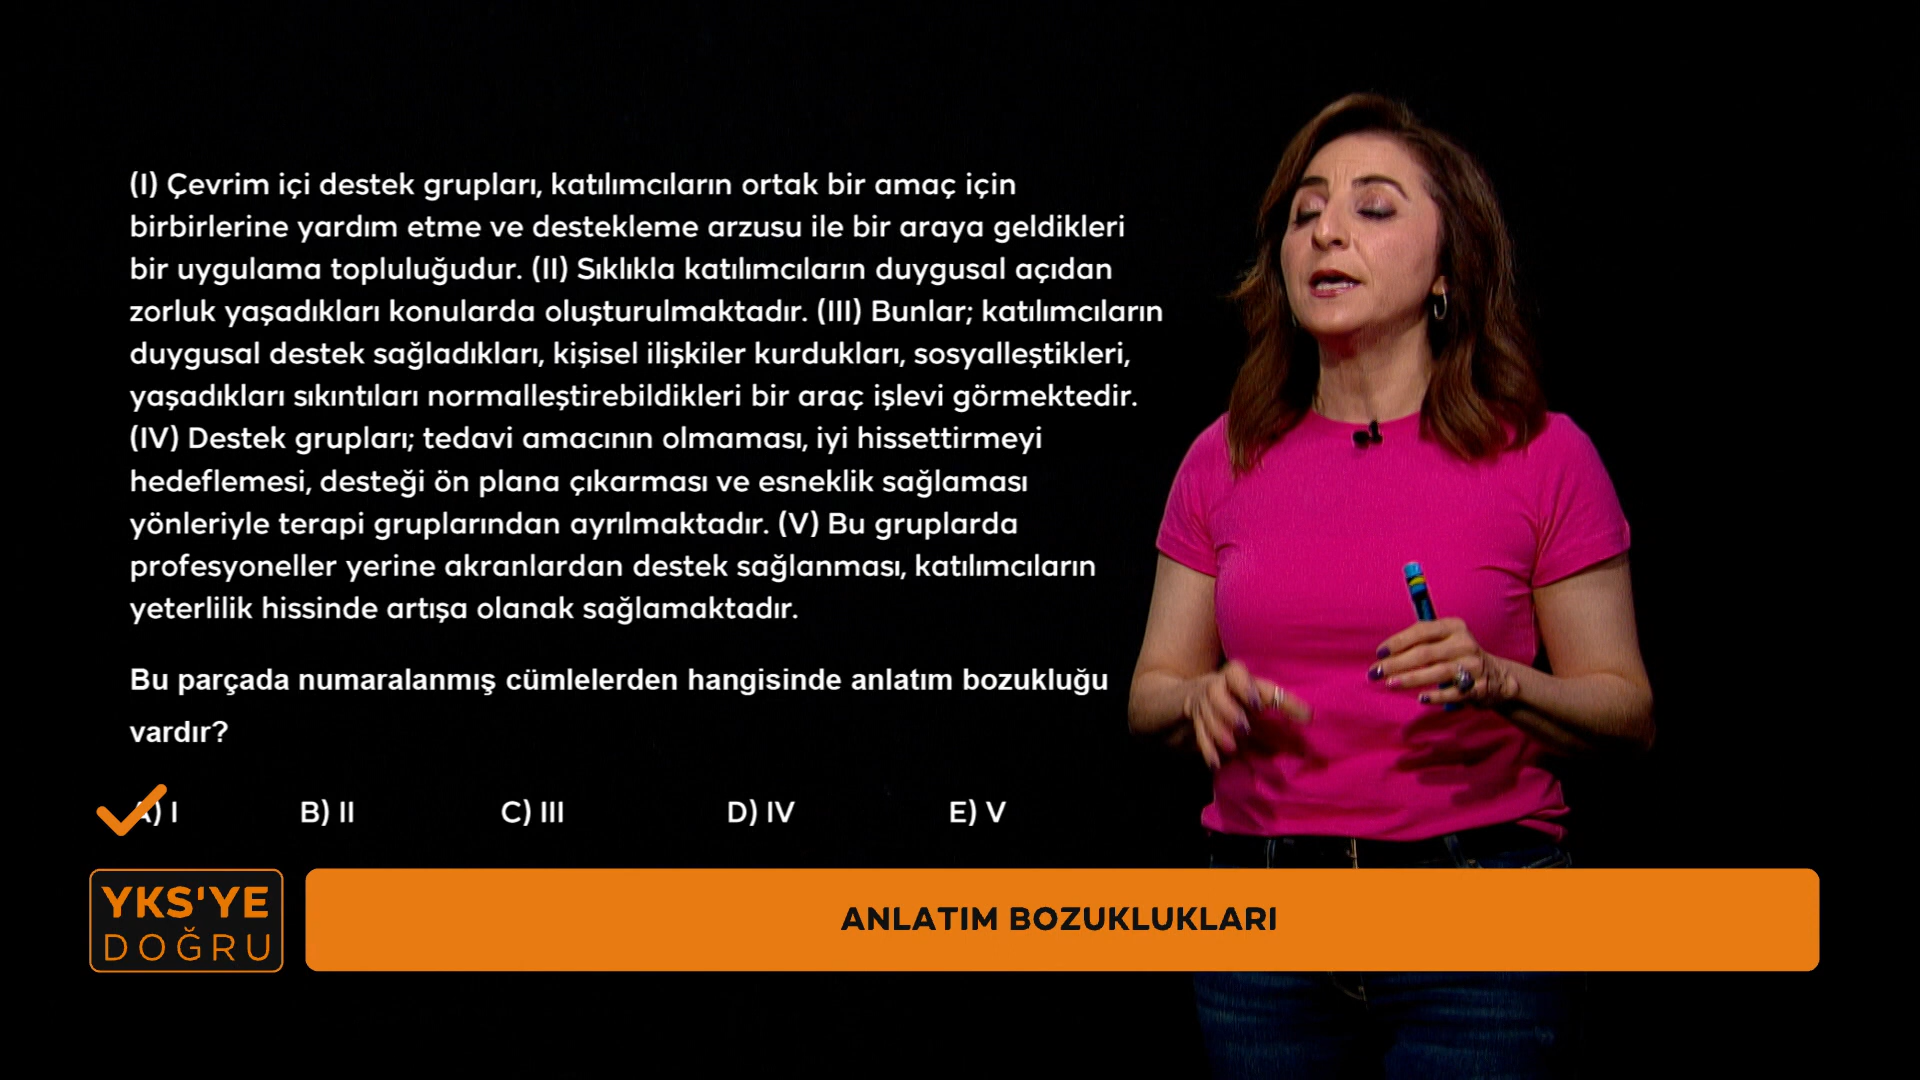 (I) Çevrim içi destek grupları, katılımcıların ortak bir amaç için
birbirlerine yardım etme ve destekleme arzusu ile bir araya geldikleri
bir uygulama topluluğudur. (II) Sıklıkla katılımcıların duygusal açıdan
zorluk yaşadıkları konularda oluşturulmaktadır. (III) Bunlar; katılımcıların
duygusal destek sağladıkları, kişisel ilişkiler kurdukları, sosyalleştikleri,
yaşadıkları sıkıntıları normalleştirebildikleri bir araç işlevi görmektedir.
(IV) Destek grupları; tedavi amacının olmaması, iyi hissettirmeyi
hedeflemesi, desteği ön plana çıkarması ve esneklik sağlaması
yönleriyle terapi gruplarından ayrılmaktadır. (V) Bu gruplarda
profesyoneller yerine akranlardan destek sağlanması, katılımcıların
yeterlilik hissinde artışa olanak sağlamaktadır.
Bu parçada numaralanmış cümlelerden hangisinde anlatım bozukluğu
vardır?
A) I B) II C) III D) IV E) V
YKS'YE
DOĞRU
ANLATIM BOZUKLUKLARI